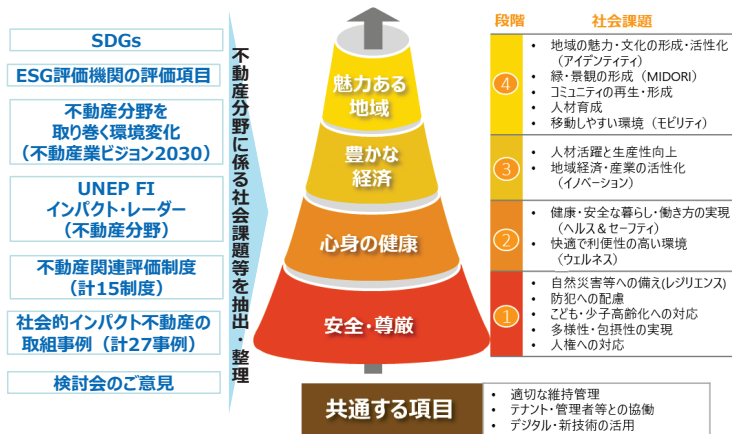 SDGs
ESG評価機関の評価項目
不動産分野を
取り巻く環境変化
（不動産業ビジョン2030）
UNEP FI
インパクト・レーダー
（不動産分野）
不動産関連評価制度
（計15制度）
社会的インパクト不動産の
取組事例（計27事例）
検討会のご意見
不動産分野に係る社会課題等を抽出・整理
魅力ある
地域
豊かな
経済
心身の健康
安全・尊厳
段階
社会課題
4
• 地域の魅力・文化の形成・活性化
（アイデンティティ）
• 緑・景観の形成（MIDORI）
• コミュニティの再生・形成
• 人材育成
• 移動しやすい環境（モビリティ）
3
• 人材活躍と生産性向上
• 地域経済・産業の活性化
（イノベーション）
2
• 健康・安全な暮らし・働き方の実現
（ヘルス＆セーフティ）
• 快適で利便性の高い環境
（ウェルネス）
1
• 自然災害等への備え(レジリエンス)
• 防犯への配慮
• こども・少子高齢化への対応
• 多様性・包摂性の実現
• 人権への対応
共通する項目
• 適切な維持管理
• テナント・管理者等との協働
• デジタル・新技術の活用